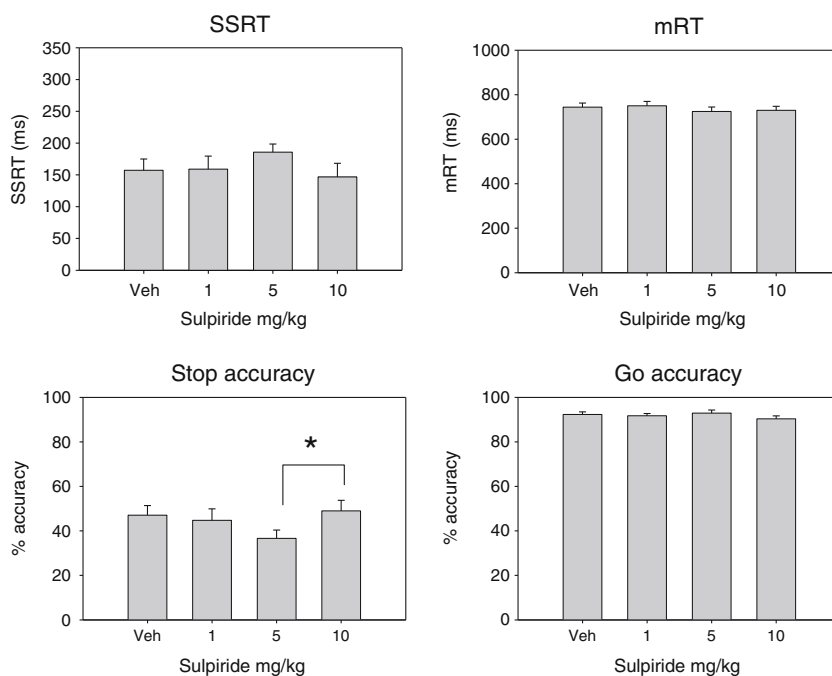 SSRT
350
300
250
200
150
100
50
0
SSRT (ms)
Veh 1 5 10
Sulpiride mg/kg
mRT
1000
800
600
400
200
0
mRT (ms)
Veh 1 5 10
Sulpiride mg/kg
Stop accuracy
100
80
60
40
20
0
% accuracy
*
Veh 1 5 10
Sulpiride mg/kg
Go accuracy
100
80
60
40
20
0
% accuracy
Veh 1 5 10
Sulpiride mg/kg